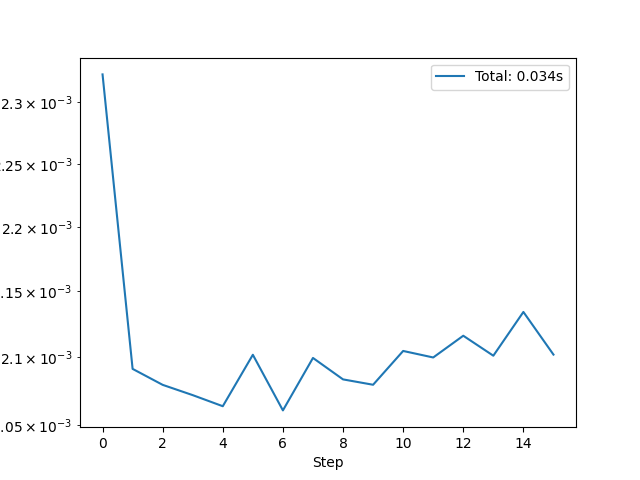 Total: 0.034s
2.3 × 10⁻³
.25 × 10⁻³
2.2 × 10⁻³
.15 × 10⁻³
2.1 × 10⁻³
.05 × 10⁻³
0 2 4 6 8 10 12 14
Step